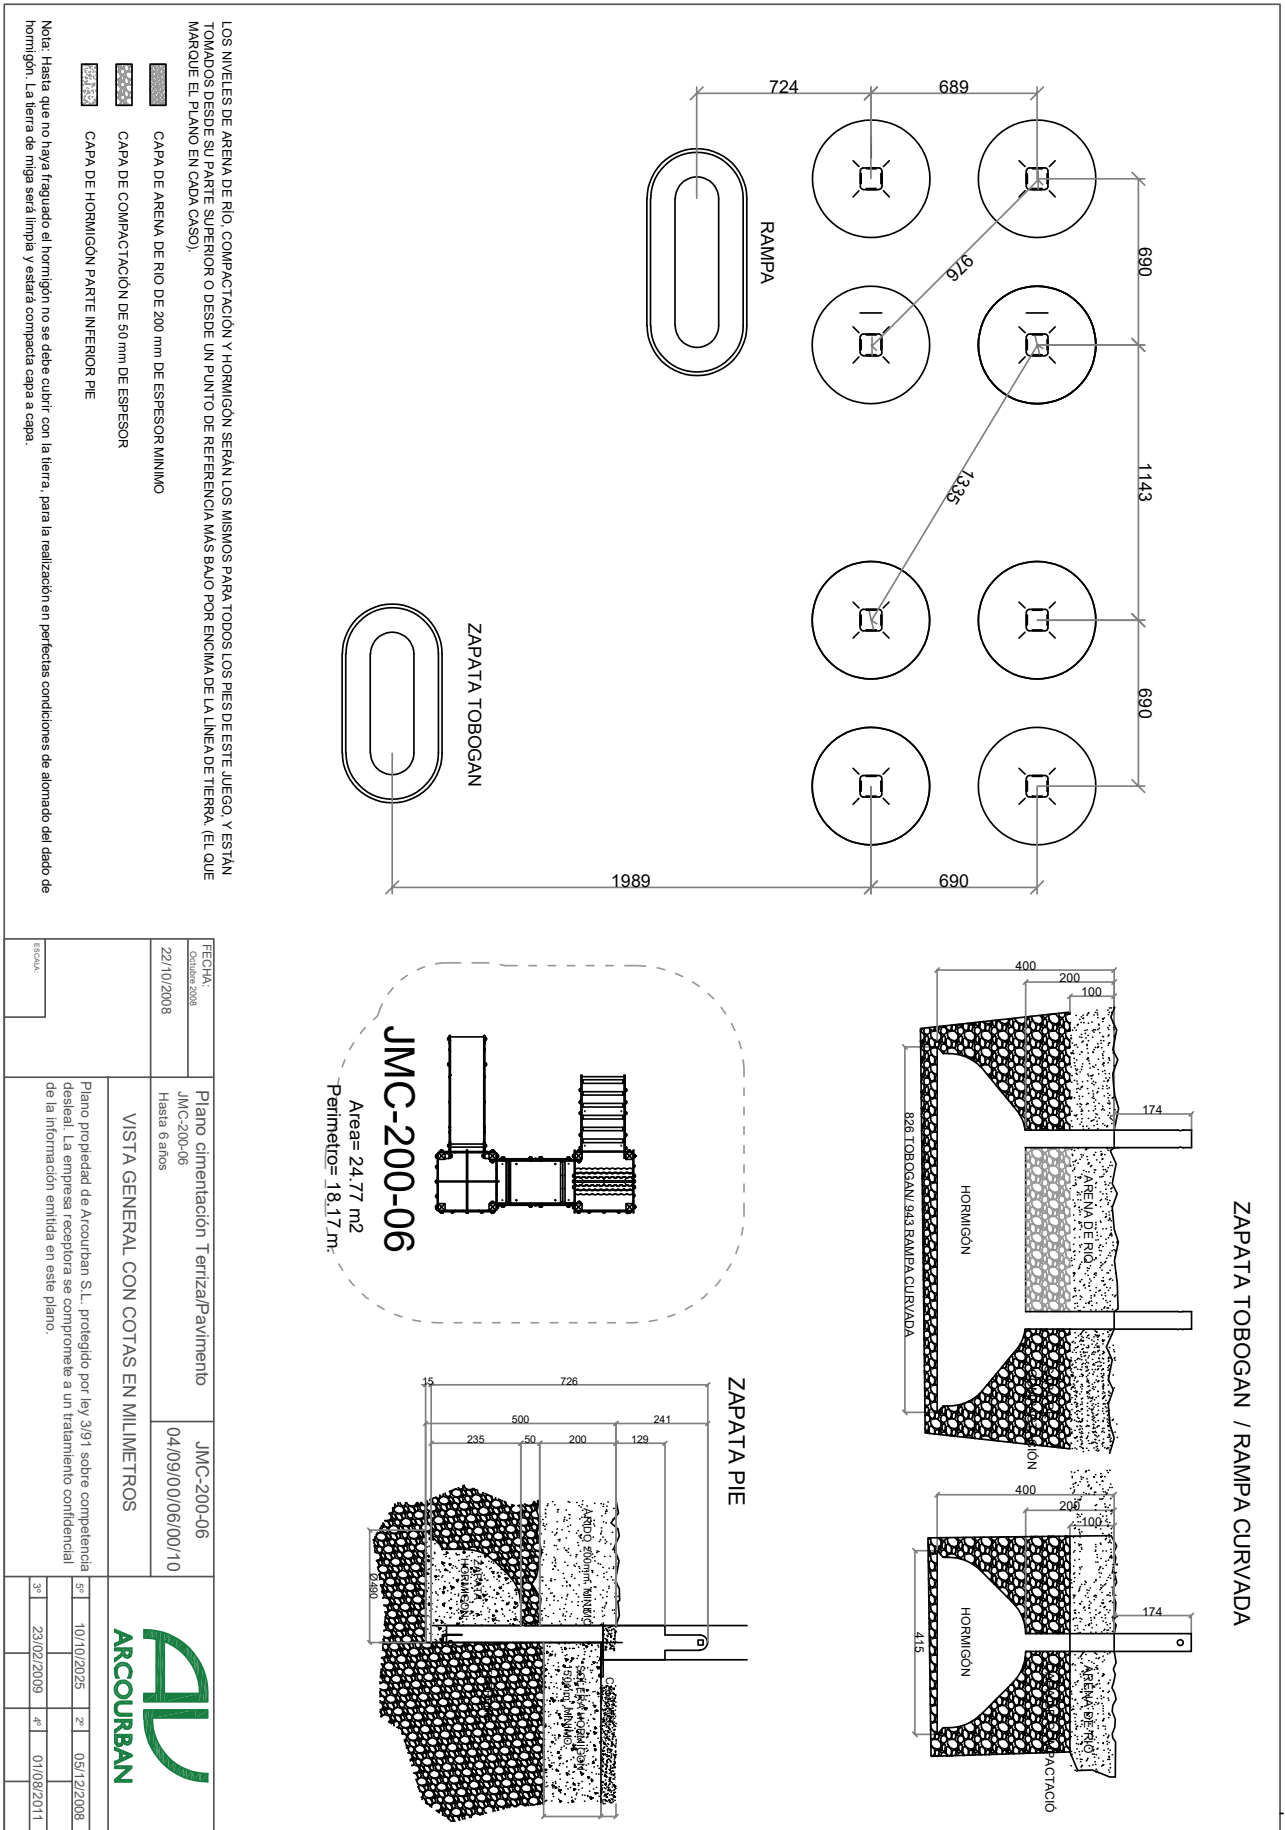 ZAPATA TOBOGAN / RAMPA CURVADA
400
200
100
174
ARENA DE RIO
HORMIGÓN
826 TOBOGAN/ 943 RAMPA CURVADA
400
200
100
174
ARENA DE RIO
HORMIGÓN
415
690
1143
690
689
724
976
1335
690
1989
RAMPA
ZAPATA TOBOGAN
ZAPATA PIE
15
726
500
241
235
50
200
129
ARIDO 200mm. MINIMO
ZAPATA
HORMIGÓN
SOLERA HORMIGON
150mm. MINIMO
Ø490
JMC-200-06
Area= 24.77 m2
Perimetro= 18.17 m.
LOS NIVELES DE ARENA DE RÍO, COMPACTACIÓN Y HORMIGÓN SERÁN LOS MISMOS PARA TODOS LOS PIES DE ESTE JUEGO, Y ESTÁN
TOMADOS DESDE SU PARTE SUPERIOR O DESDE UN PUNTO DE REFERENCIA MÁS BAJO POR ENCIMA DE LA LÍNEA DE TIERRA. (EL QUE
MARQUE EL PLANO EN CADA CASO).
CAPA DE ARENA DE RIO DE 200 mm DE ESPESOR MINIMO
CAPA DE COMPACTACIÓN DE 50 mm DE ESPESOR
CAPA DE HORMIGÓN PARTE INFERIOR PIE
Nota: Hasta que no haya fraguado el hormigón no se debe cubrir con la tierra, para la realización en perfectas condiciones de alomado del dado de
hormigón. La tierra de miga será limpia y estará compacta capa a capa.
FECHA:
Octubre 2008
22/10/2008
Plano cimentación Terriza/Pavimento
JMC-200-06
Hasta 6 años
JMC-200-06
04/09/00/06/00/10
VISTA GENERAL CON COTAS EN MILIMETROS
Plano propiedad de Arcourban S.L. protegido por ley 3/91 sobre competencia
desleal. La empresa receptora se compromete a un tratamiento confidencial
de la información emitida en este plano.
ESCALA:
ARCOURBAN
5º 10/10/2025 2º 05/12/2008
3º 23/02/2009 4º 01/08/2011